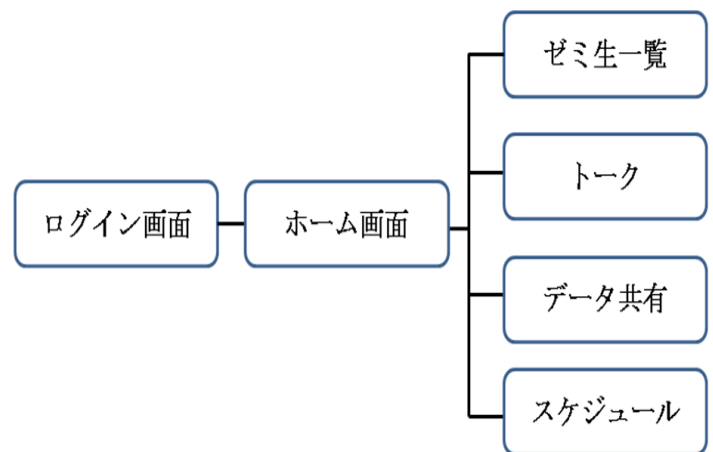 ログイン画面
ホーム画面
ゼミ生一覧
トーク
データ共有
スケジュール